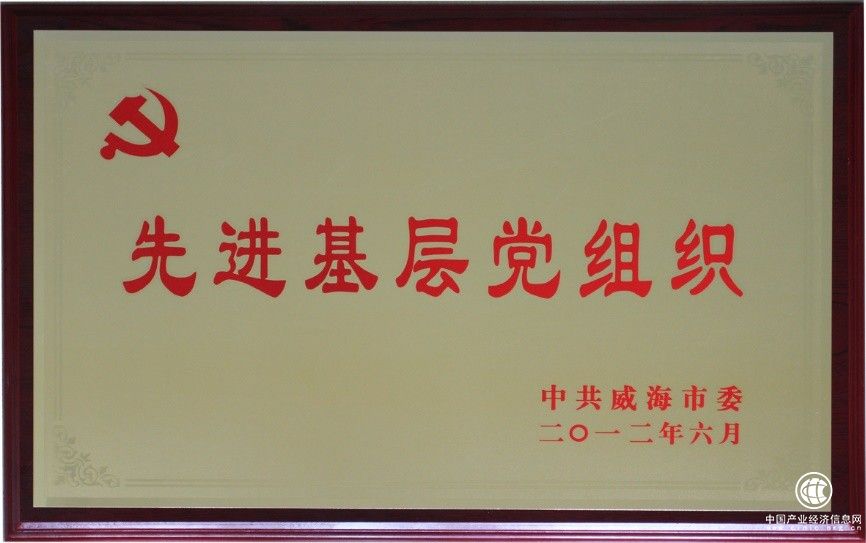 先进基层党组织
中共威海市委
二〇一二年六月
中国产业经济信息网